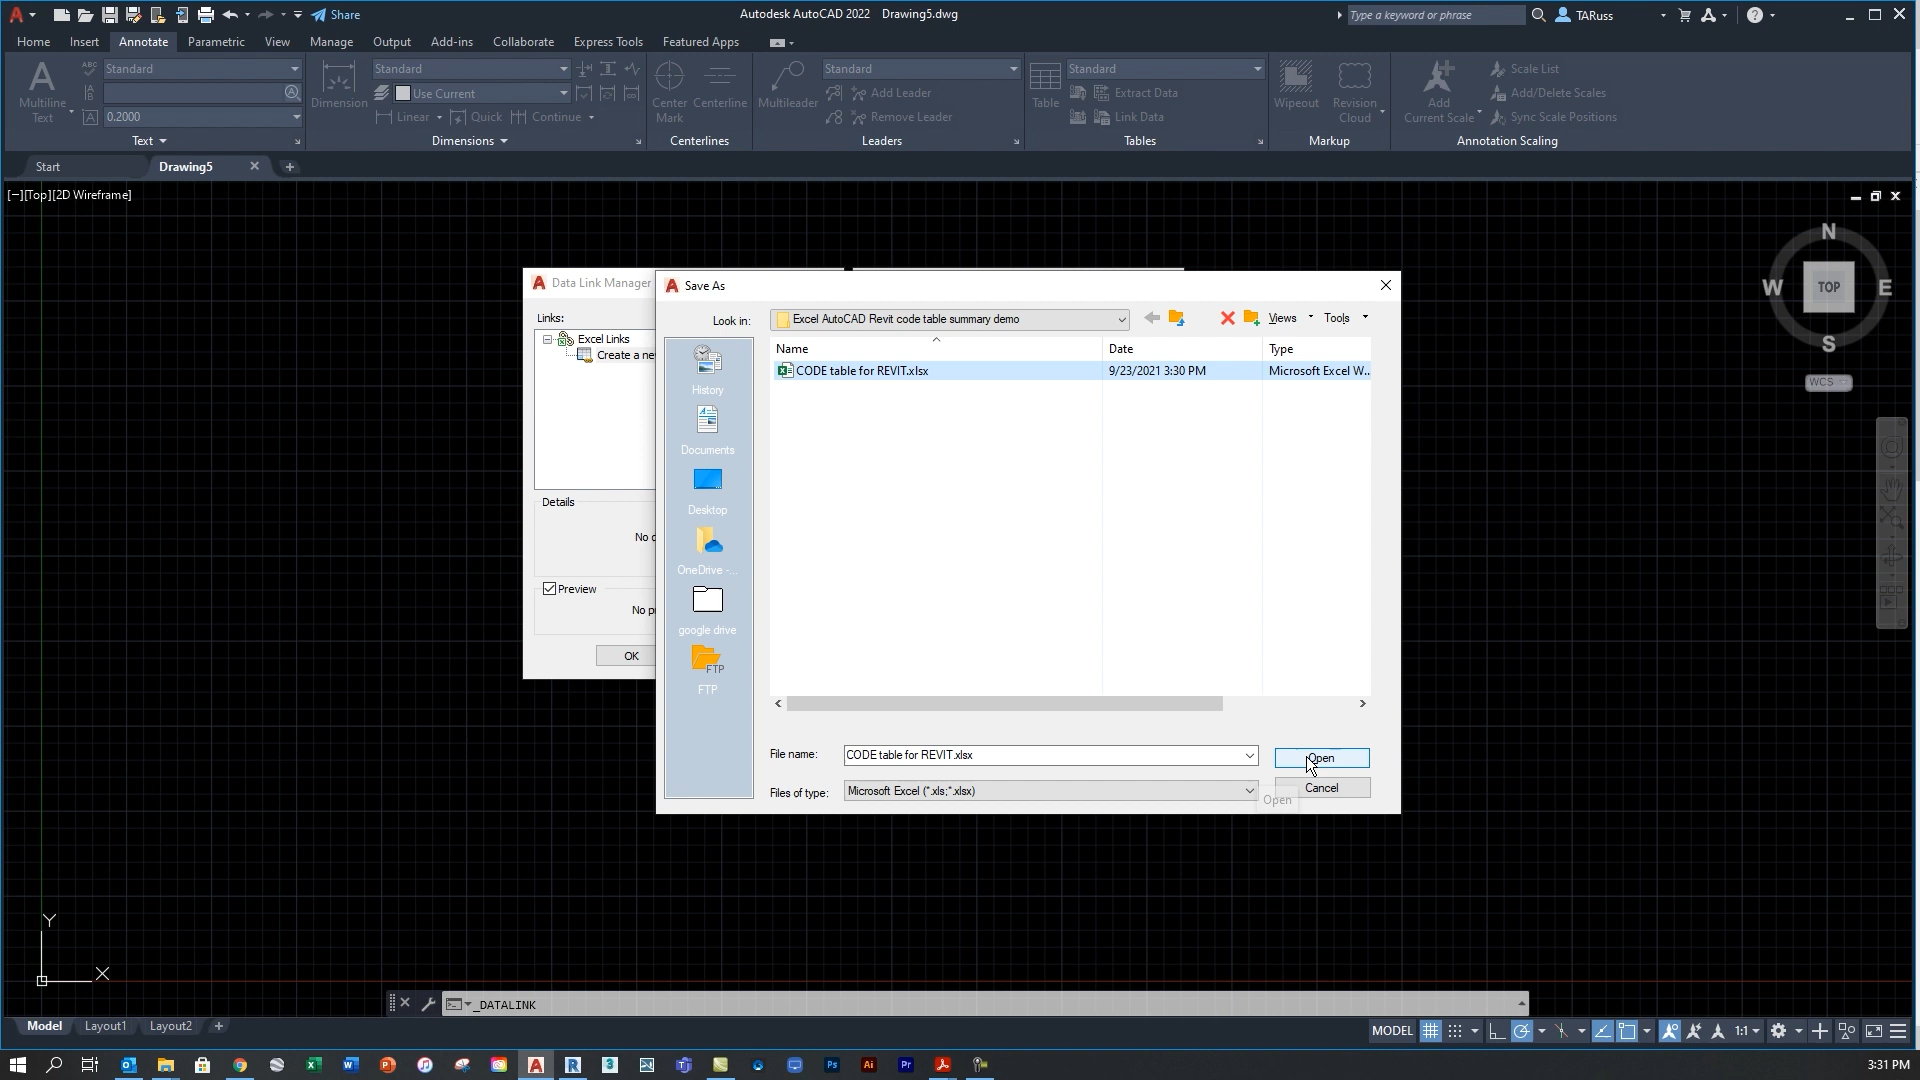 Share
Autodesk AutoCAD 2022 Drawing5.dwg
Type a keyword or phrase
TARuss
Home Insert Annotate Parametric View Manage Output Add-ins Collaborate Express Tools Featured Apps
Multiline
Text
ABC
Standard
0.2000
Text
Dimension
Standard
Use Current
Linear Quick Continue
Dimensions
Center
Mark
Centerline
Centerlines
Multileader
Standard
Add Leader
Remove Leader
Leaders
Table
Standard
Extract Data
Link Data
Tables
Wipeout
Revision
Cloud
Markup
Add
Current Scale
Scale List
Add/Delete Scales
Sync Scale Positions
Annotation Scaling
Start
Drawing5
[−][Top][2D Wireframe]
N
W TOP E
S
WCS
Data Link Manager
Links:
Excel Links
Create a ne
Details
No d
Preview
No p
OK
Save As
Look in:
Excel AutoCAD Revit code table summary demo
Views Tools
History
Documents
Desktop
OneDrive -...
google drive
FTP
FTP
Name Date Type
CODE table for REVIT.xlsx 9/23/2021 3:30 PM Microsoft Excel W...
File name:
CODE table for REVIT.xlsx
Open
Files of type:
Microsoft Excel (*.xls;*.xlsx)
Cancel
Open
Y
X
_DATALINK
Model Layout1 Layout2
MODEL
1:1
3:31 PM